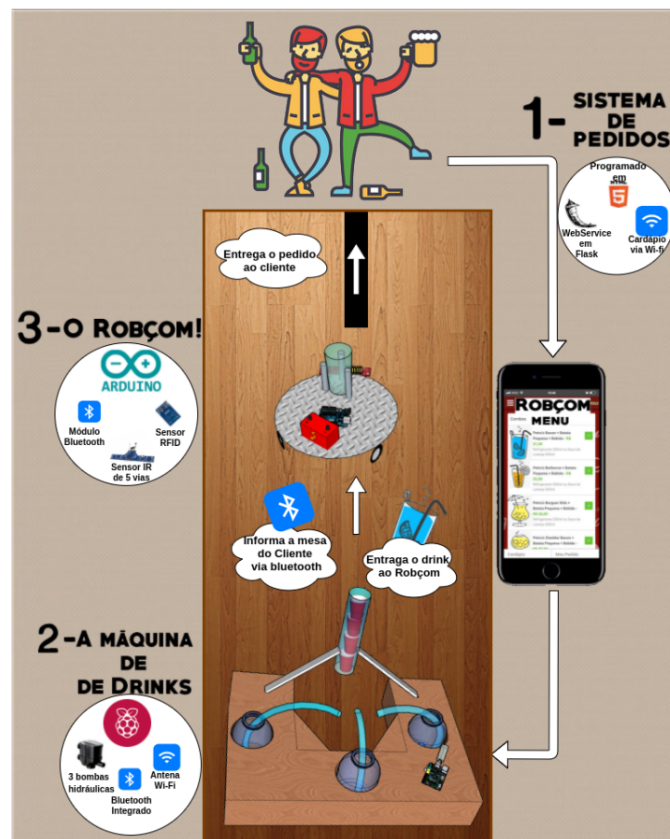 1- SISTEMA
DE
PEDIDOS
Programado
em
HTML
5
WebService
em
Flask
Cardápio
via Wi-fi
Entrega o pedido
ao cliente
3-O ROBÇOM!
ARDUINO
Módulo
Bluetooth
Sensor
RFID
Sensor IR
de 5 vias
ROBÇOM
MENU
Informa a mesa
do Cliente
via bluetooth
Entraga o drink
ao Robçom
2-A MÁQUINA
DE
DE DRINKS
3 bombas
hidráulicas
Antena
Wi-Fi
Bluetooth
Integrado